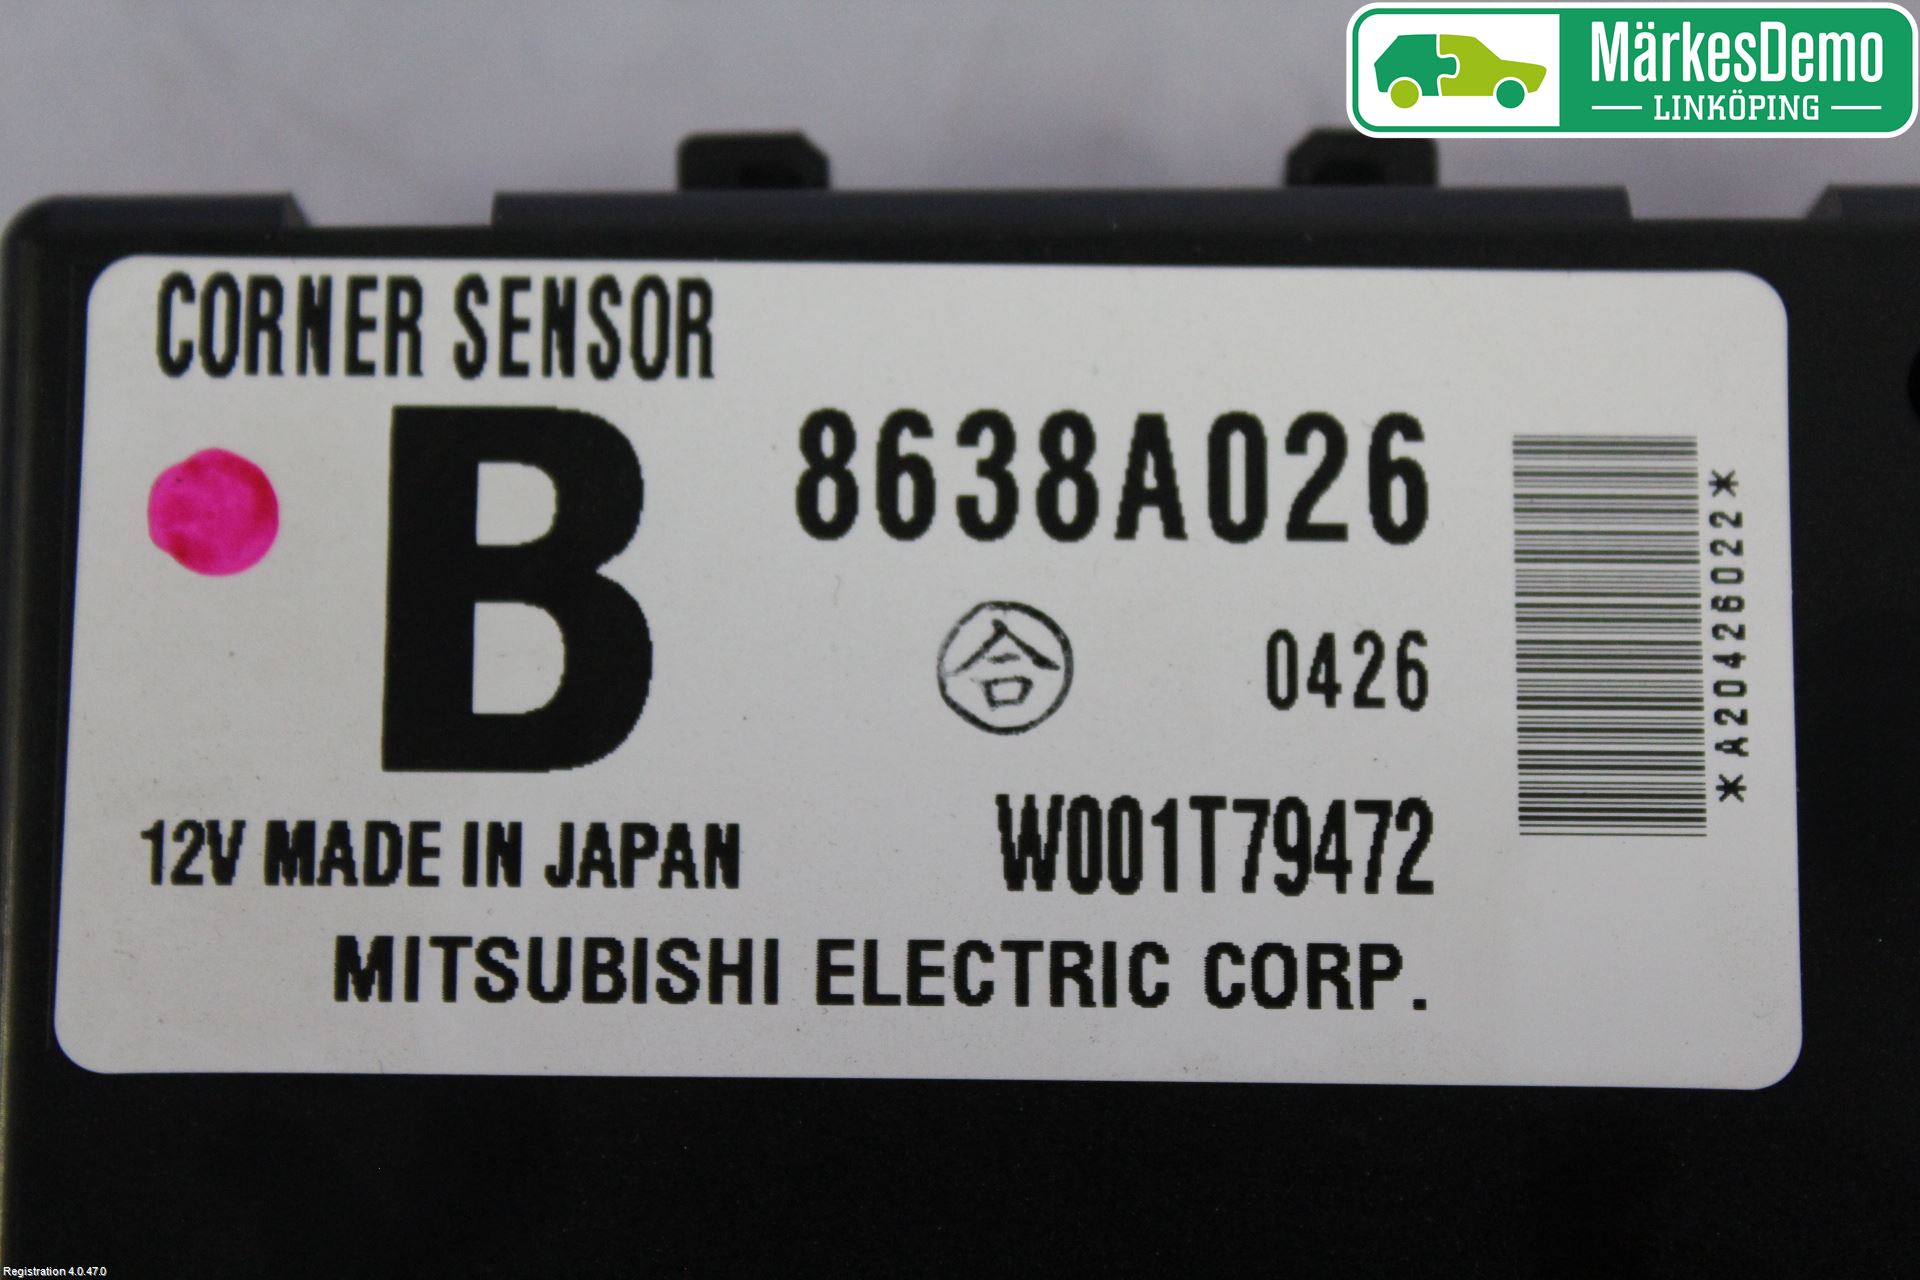 MärkesDemo
LINKÖPING
CORNER SENSOR
B
8638A026
合
0426
*A20426022*
12V MADE IN JAPAN
W001T79472
MITSUBISHI ELECTRIC CORP.
Registration 4.0.47.0